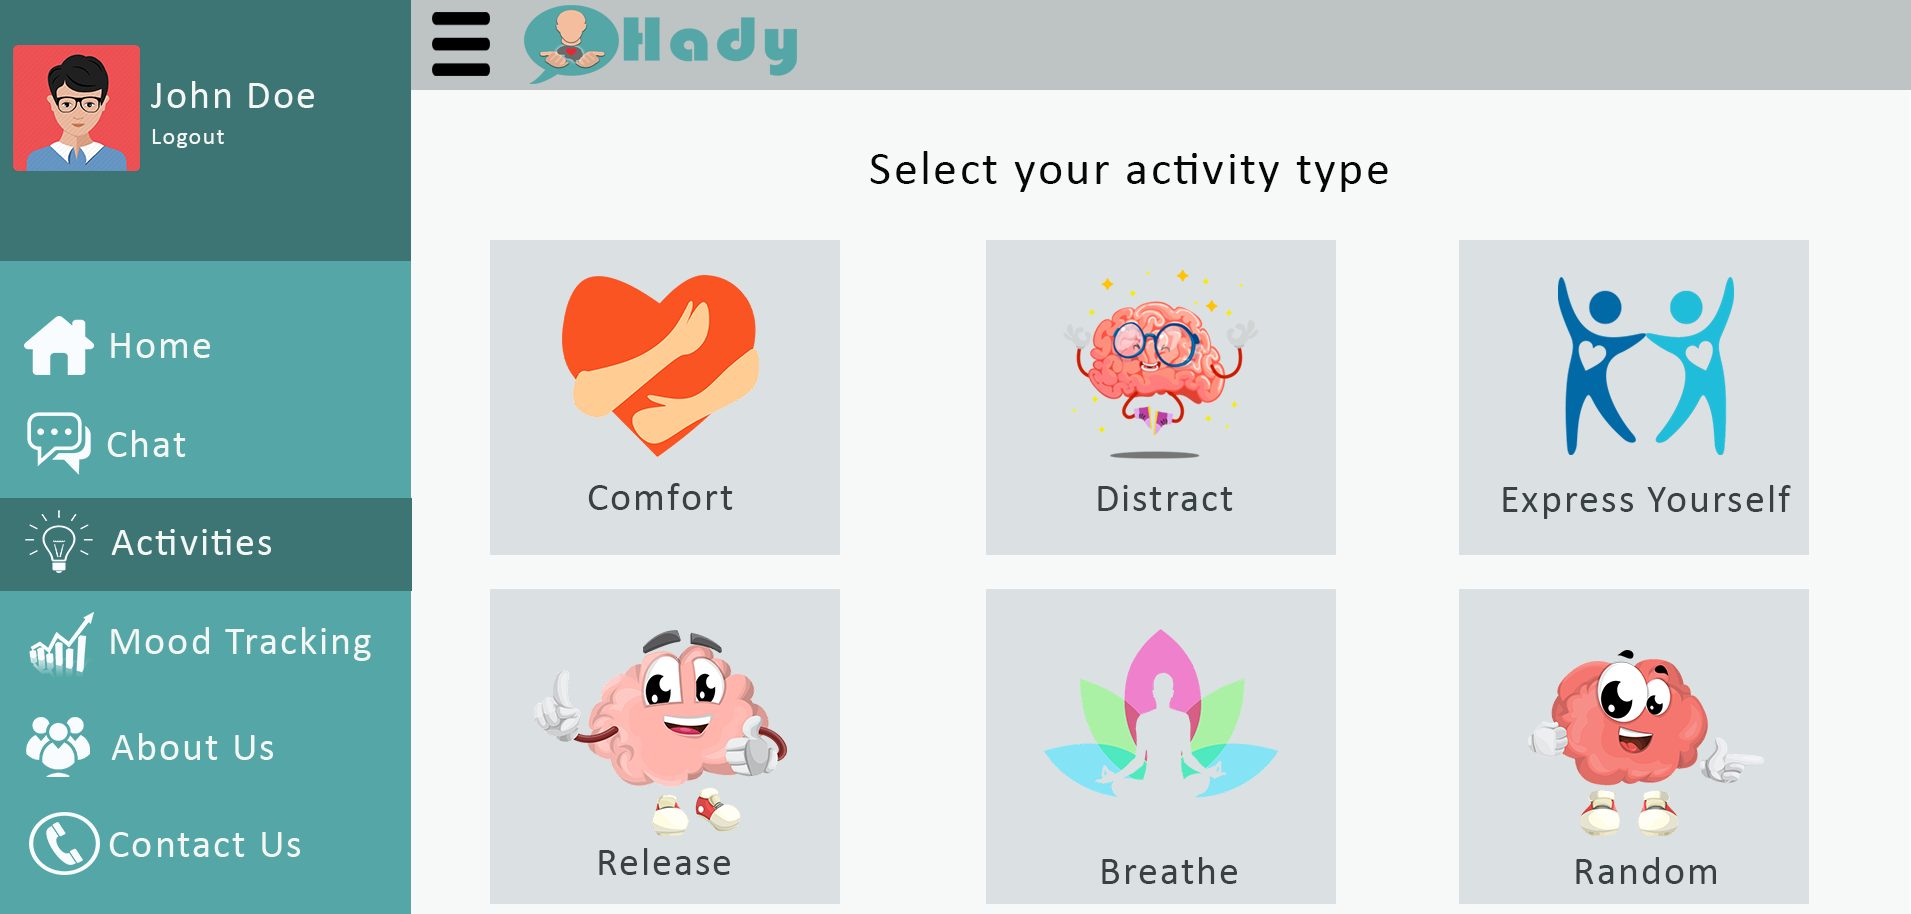 John Doe
Logout
Home
Chat
Activities
Mood Tracking
About Us
Contact Us
Hady
Select your activity type
Comfort
Distract
Express Yourself
Release
Breathe
Random